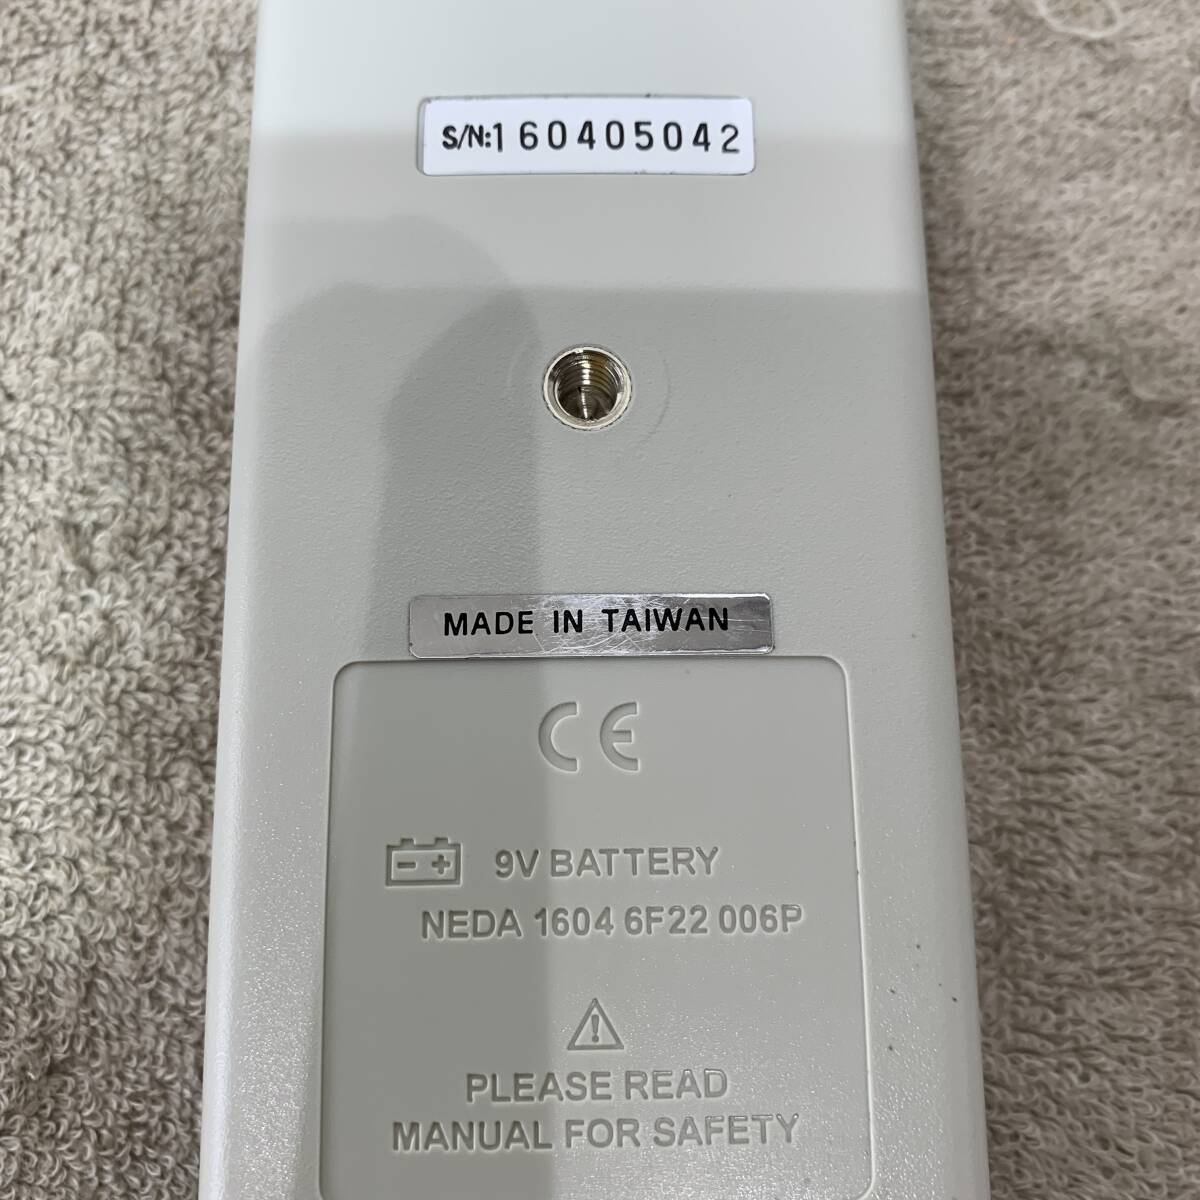 S/N:160405042
MADE IN TAIWAN
CE
9V BATTERY
NEDA 1604 6F22 006P
PLEASE READ
MANUAL FOR SAFETY